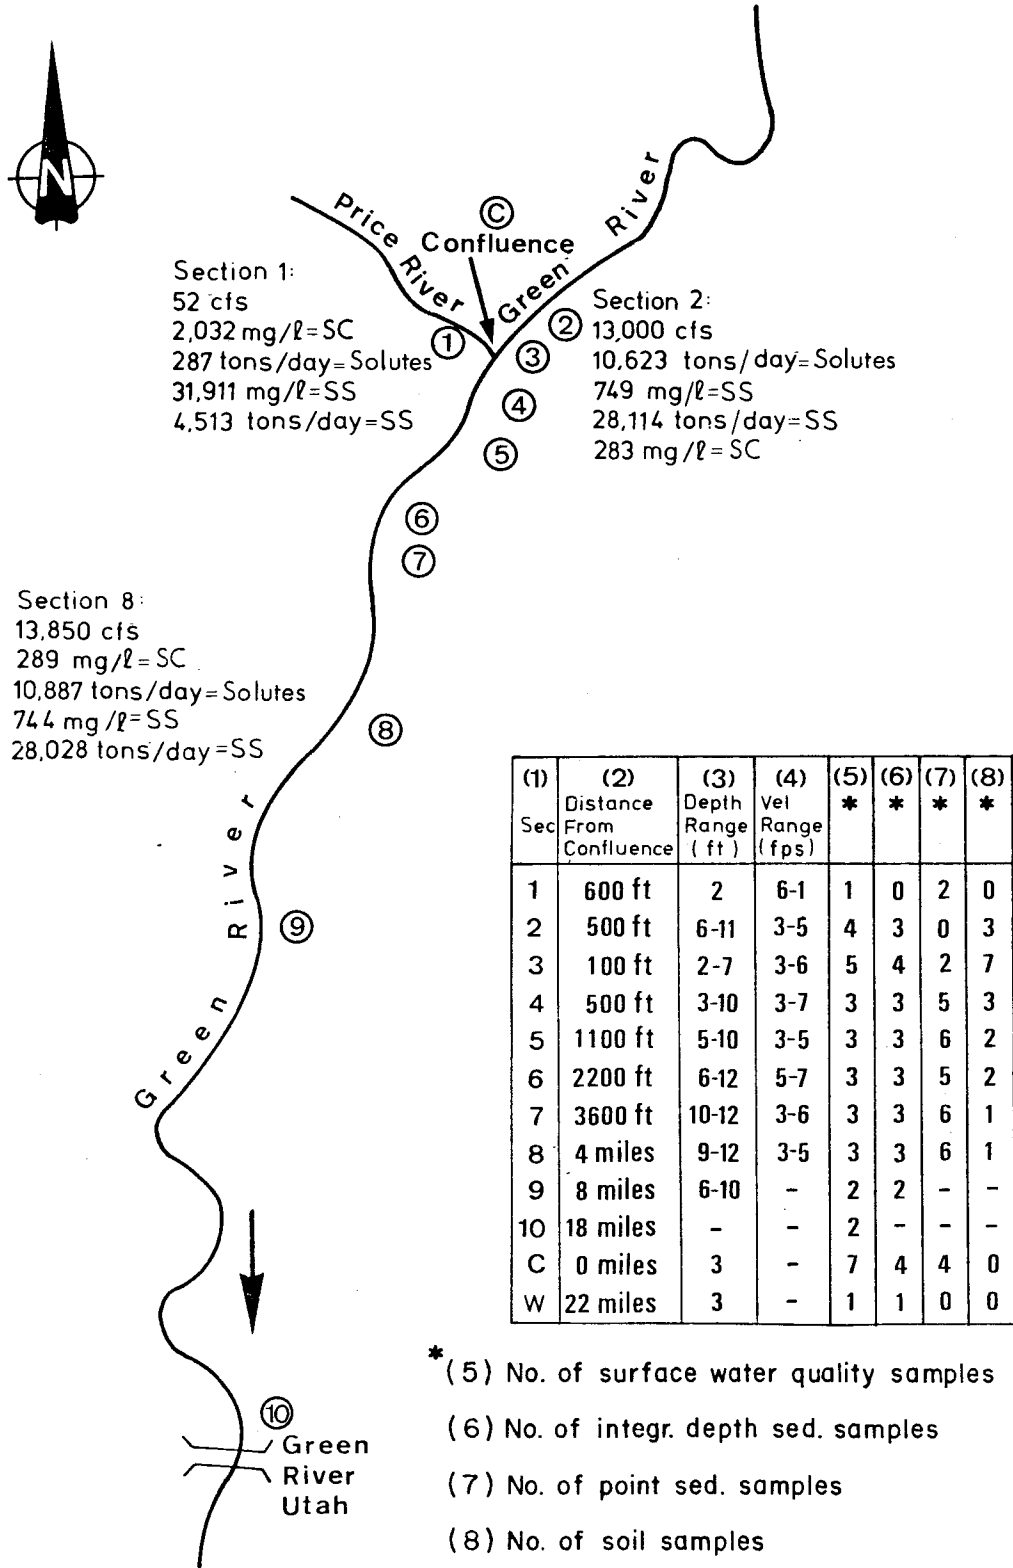 N
Price River
C
Confluence
Green River
Section 1:
52 cfs
2,032 mg/ℓ=SC
287 tons/day=Solutes
31,911 mg/ℓ=SS
4,513 tons/day=SS
1
2
3
4
5
6
7
8
9
10
Section 2:
13,000 cfs
10,623 tons/day=Solutes
749 mg/ℓ=SS
28,114 tons/day=SS
283 mg/ℓ=SC
Section 8:
13,850 cfs
289 mg/ℓ=SC
10,887 tons/day=Solutes
744 mg/ℓ=SS
28,028 tons/day=SS
Green River
(1) (2) (3) (4) (5) (6) (7) (8)
Distance Depth Vel * * * *
Sec From Range Range
Confluence (ft) (fps)
1 600 ft 2 6-1 1 0 2 0
2 500 ft 6-11 3-5 4 3 0 3
3 100 ft 2-7 3-6 5 4 2 7
4 500 ft 3-10 3-7 3 3 5 3
5 1100 ft 5-10 3-5 3 3 6 2
6 2200 ft 6-12 5-7 3 3 5 2
7 3600 ft 10-12 3-6 3 3 6 1
8 4 miles 9-12 3-5 3 3 6 1
9 8 miles 6-10 - 2 2 - -
10 18 miles - - 2 - - -
C 0 miles 3 - 7 4 4 0
W 22 miles 3 - 1 1 0 0
*(5) No. of surface water quality samples
(6) No. of integr. depth sed. samples
(7) No. of point sed. samples
(8) No. of soil samples
Green
River
Utah